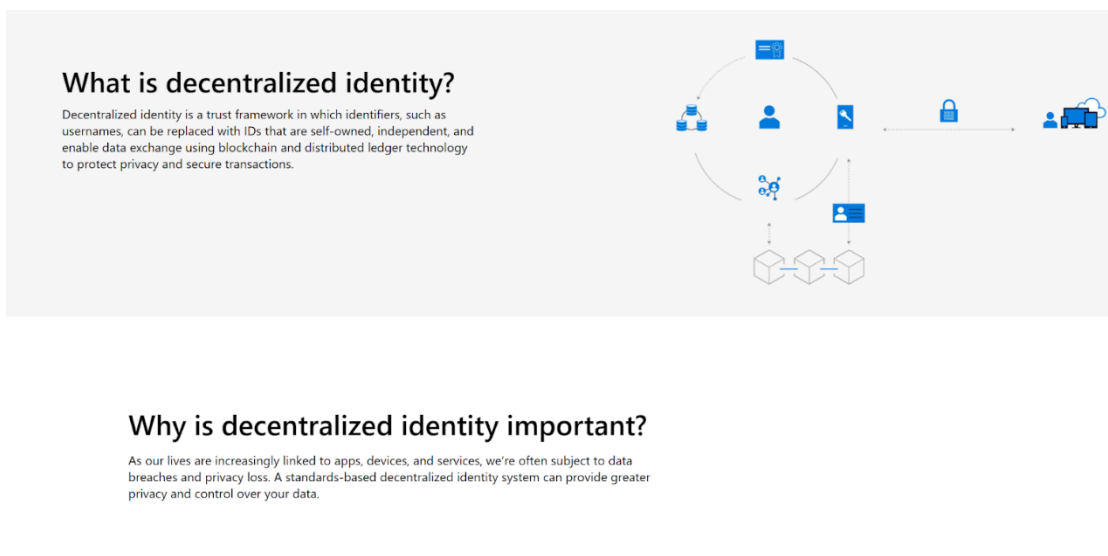 What is decentralized identity?
Decentralized identity is a trust framework in which identifiers, such as
usernames, can be replaced with IDs that are self-owned, independent, and
enable data exchange using blockchain and distributed ledger technology
to protect privacy and secure transactions.
Why is decentralized identity important?
As our lives are increasingly linked to apps, devices, and services, we're often subject to data
breaches and privacy loss. A standards-based decentralized identity system can provide greater
privacy and control over your data.